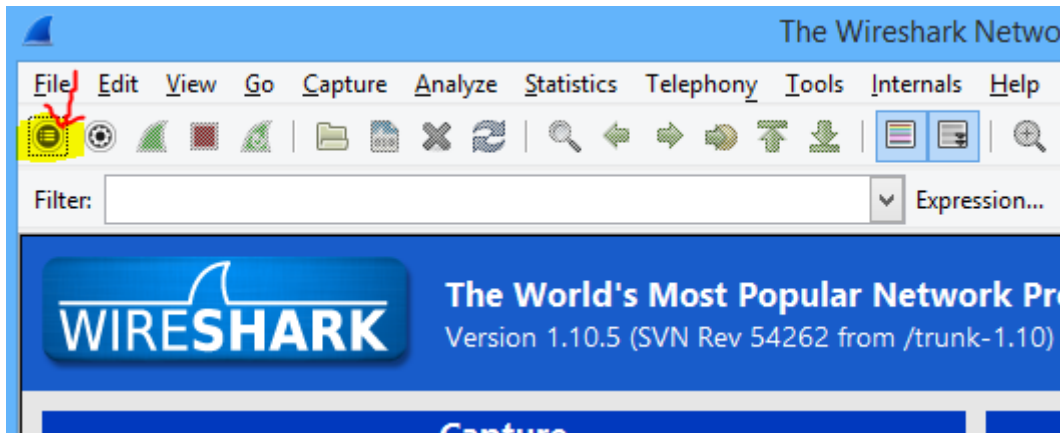 The Wireshark Netwo
File Edit View Go Capture Analyze Statistics Telephony Tools Internals Help
Filter: Expression...
WIRESHARK
The World's Most Popular Network Pr
Version 1.10.5 (SVN Rev 54262 from /trunk-1.10)
Capture